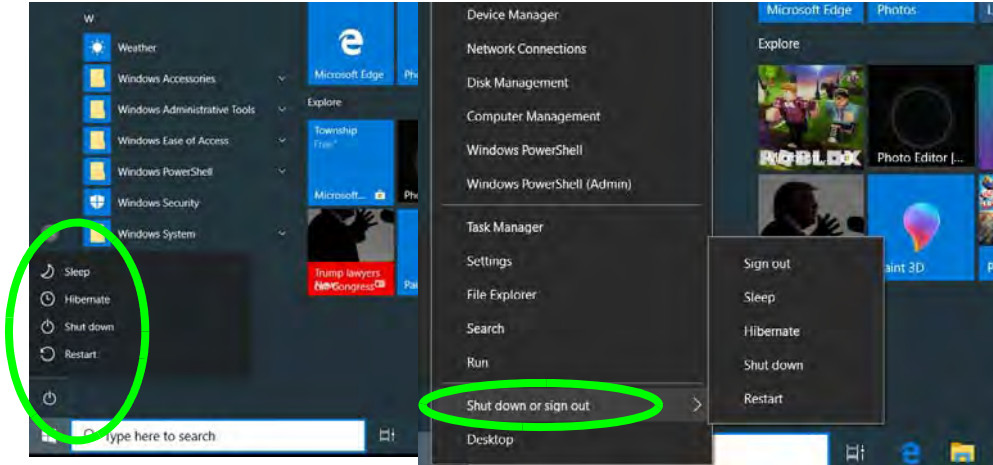 W
Weather
Windows Accessories
Windows Administrative Tools
Windows Ease of Access
Windows PowerShell
Windows Security
Windows System
Sleep
Hibernate
Shut down
Restart
Type here to search
Microsoft Edge
Pho
Explore
Township
Free*
Microsoft...
Pho
Trump lawyers
Congress
Pai
Device Manager
Network Connections
Disk Management
Computer Management
Windows PowerShell
Windows PowerShell (Admin)
Task Manager
Settings
File Explorer
Search
Run
Shut down or sign out
Desktop
Sign out
Sleep
Hibernate
Shut down
Restart
Microsoft Edge
Photos
Explore
ROBLOX
Photo Editor |...
aint 3D